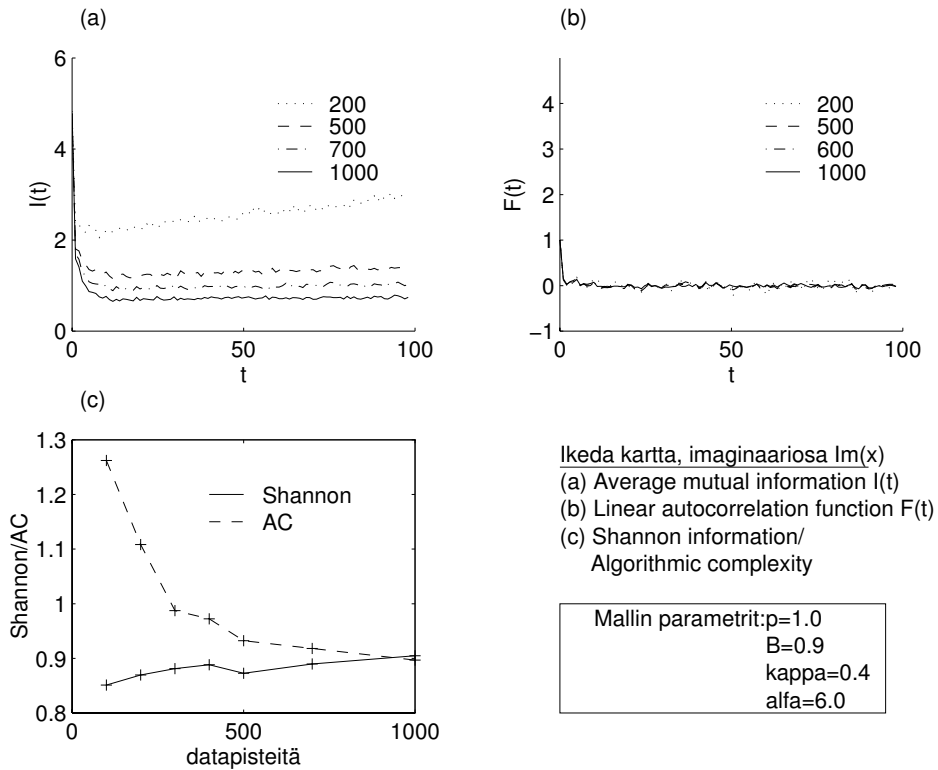 (a)
6
4
2
0
I(t)
200
500
700
1000
0
50
100
t
(b)
4
3
2
1
0
−1
F(t)
200
500
600
1000
0
50
100
t
(c)
1.3
1.2
1.1
1
0.9
0.8
Shannon/AC
Shannon
AC
0
500
1000
datapisteitä
Ikeda kartta, imaginaariosa Im(x)
(a) Average mutual information I(t)
(b) Linear autocorrelation function F(t)
(c) Shannon information/
Algorithmic complexity
Mallin parametrit:p=1.0
B=0.9
kappa=0.4
alfa=6.0